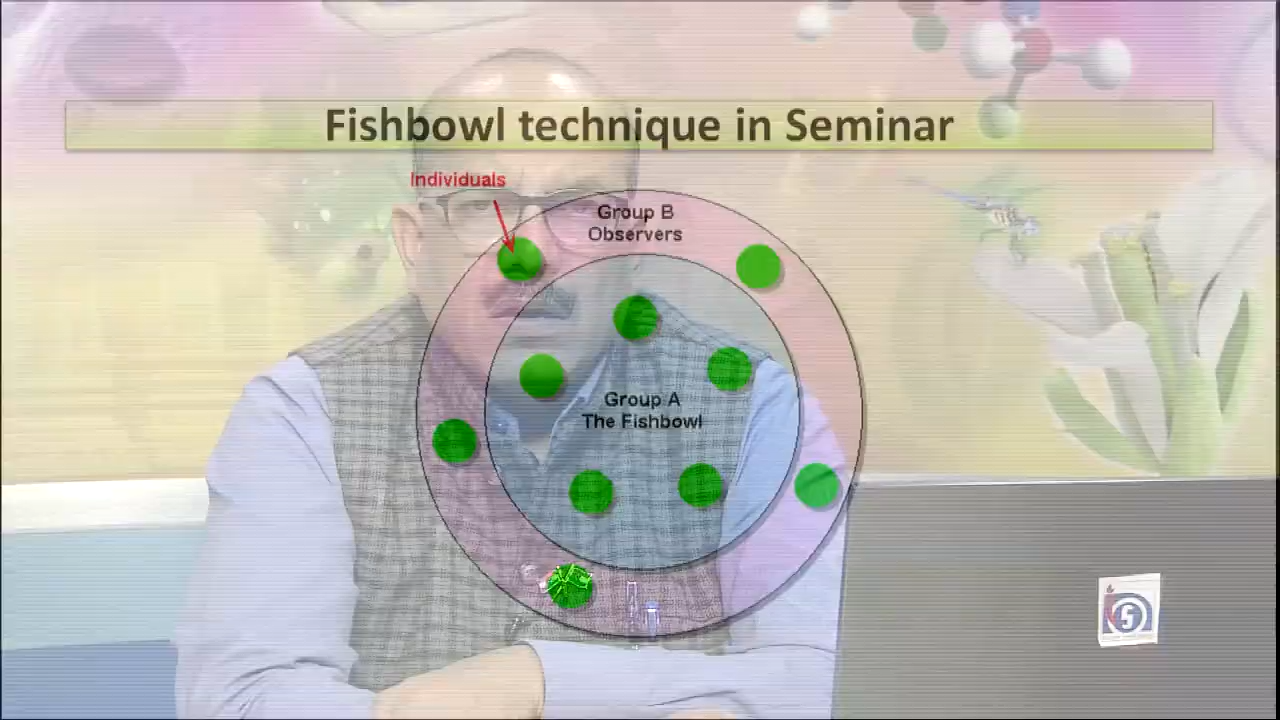 Fishbowl technique in Seminar
Individuals
Group B
Observers
Group A
The Fishbowl